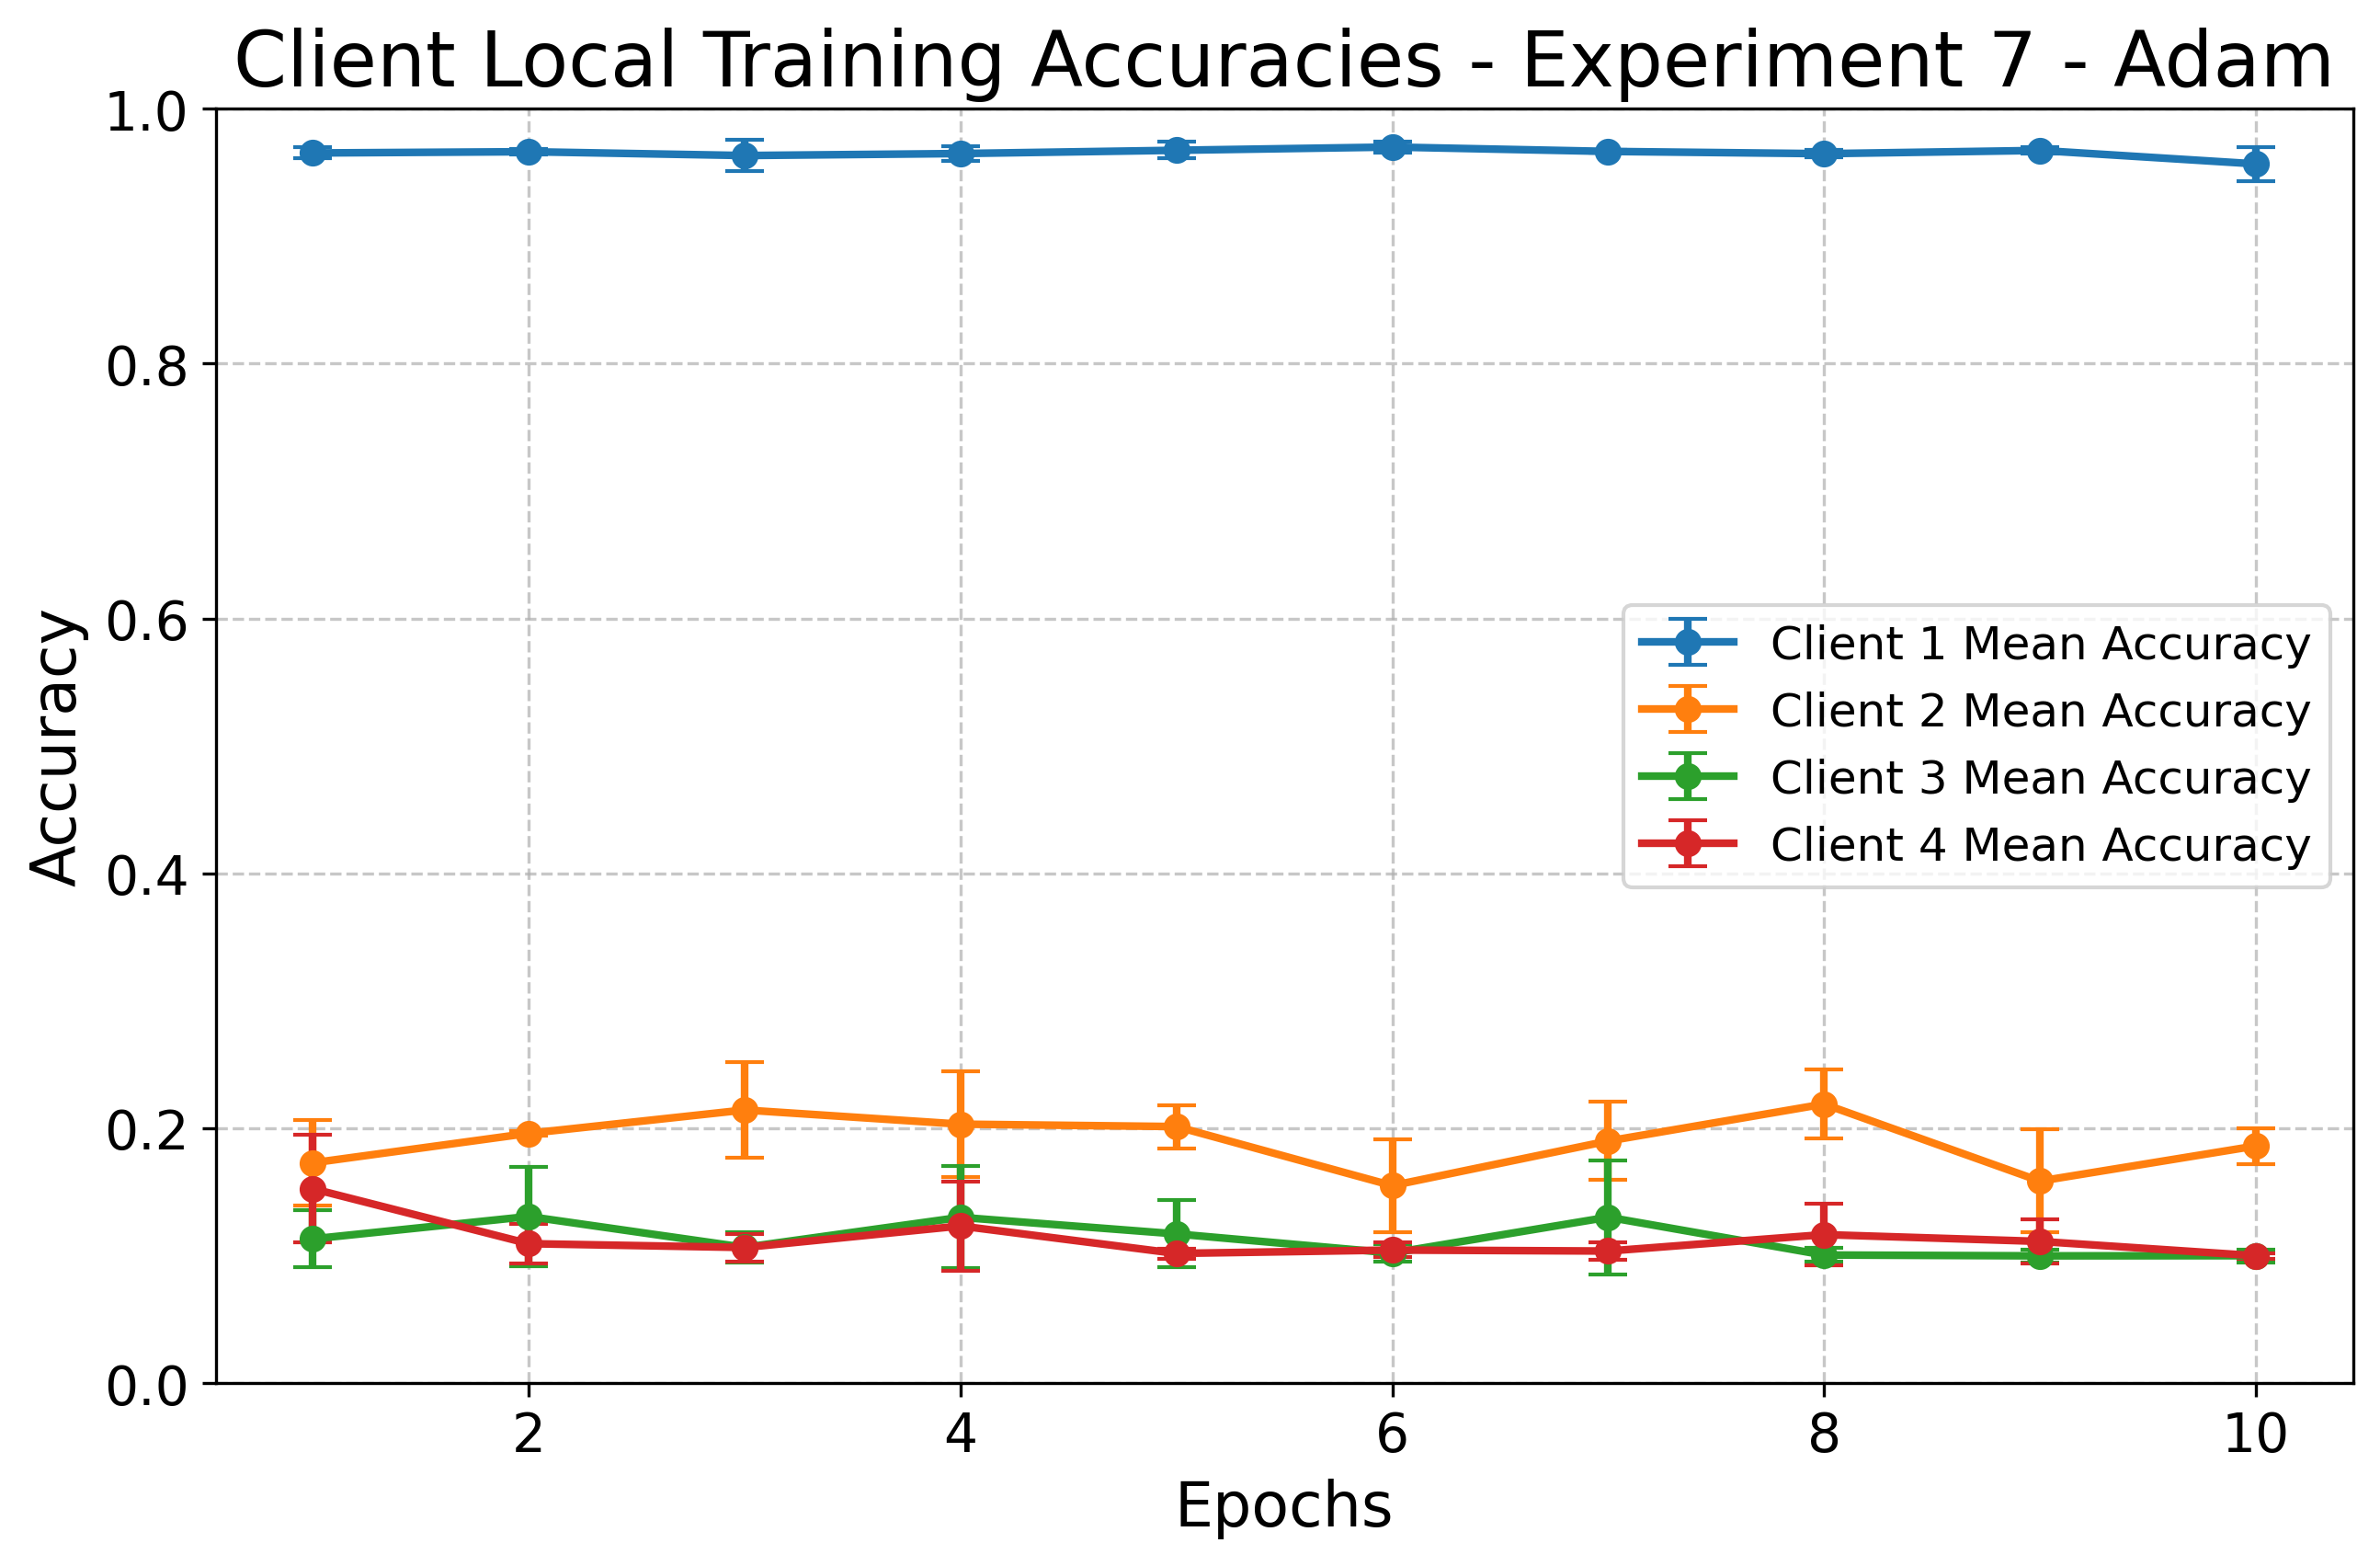 Client Local Training Accuracies - Experiment 7 - Adam
1.0
0.8
0.6
0.4
0.2
0.0
Accuracy
Client 1 Mean Accuracy
Client 2 Mean Accuracy
Client 3 Mean Accuracy
Client 4 Mean Accuracy
2 4 6 8 10
Epochs